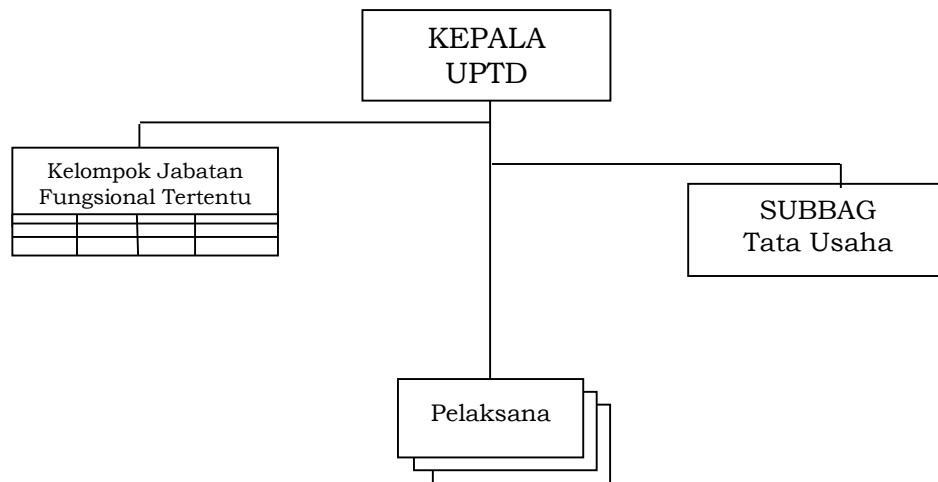 KEPALA
UPTD
Kelompok Jabatan
Fungsional Tertentu
SUBBAG
Tata Usaha
Pelaksana